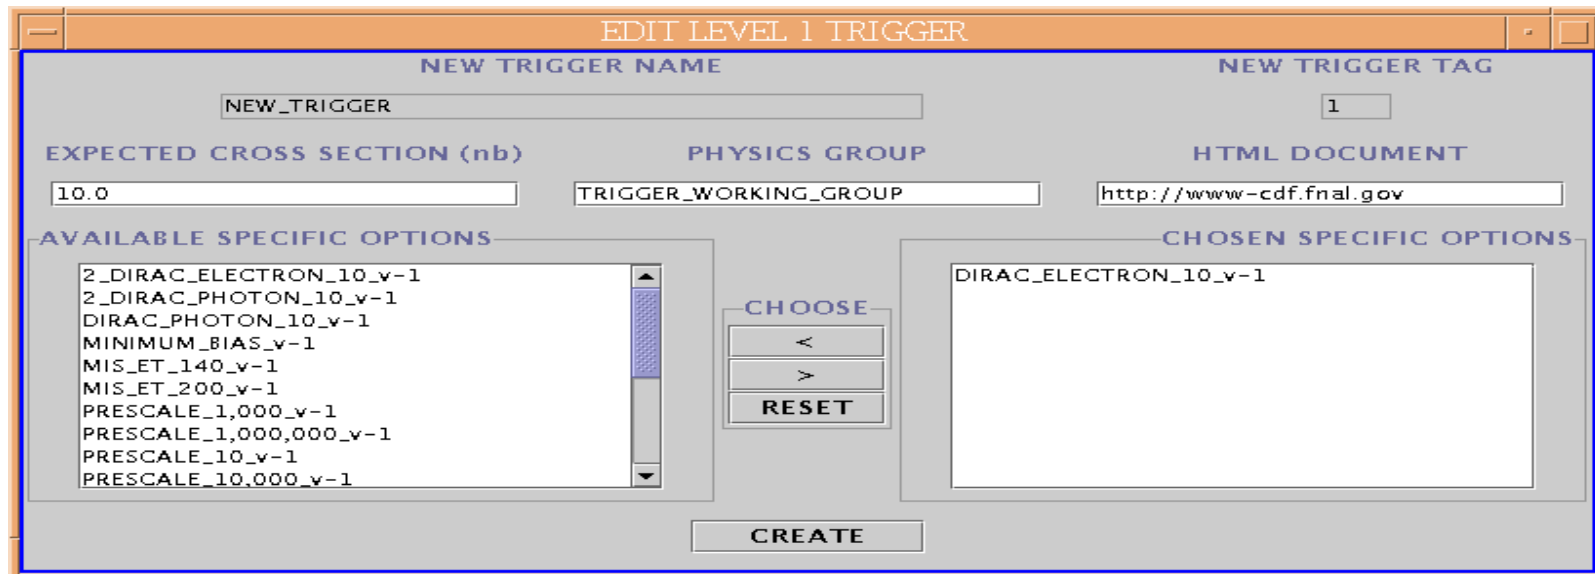 EDIT LEVEL 1 TRIGGER
NEW TRIGGER NAME NEW TRIGGER TAG
NEW_TRIGGER 1
EXPECTED CROSS SECTION (nb) PHYSICS GROUP HTML DOCUMENT
10.0 TRIGGER_WORKING_GROUP http://www-cdf.fnal.gov
AVAILABLE SPECIFIC OPTIONS
2_DIRAC_ELECTRON_10_v-1
2_DIRAC_PHOTON_10_v-1
DIRAC_PHOTON_10_v-1
MINIMUM_BIAS_v-1
MIS_ET_140_v-1
MIS_ET_200_v-1
PRESCALE_1,000_v-1
PRESCALE_1,000,000_v-1
PRESCALE_10_v-1
PRESCALE_10,000_v-1
CHOOSE
<
>
RESET
CHOSEN SPECIFIC OPTIONS
DIRAC_ELECTRON_10_v-1
CREATE